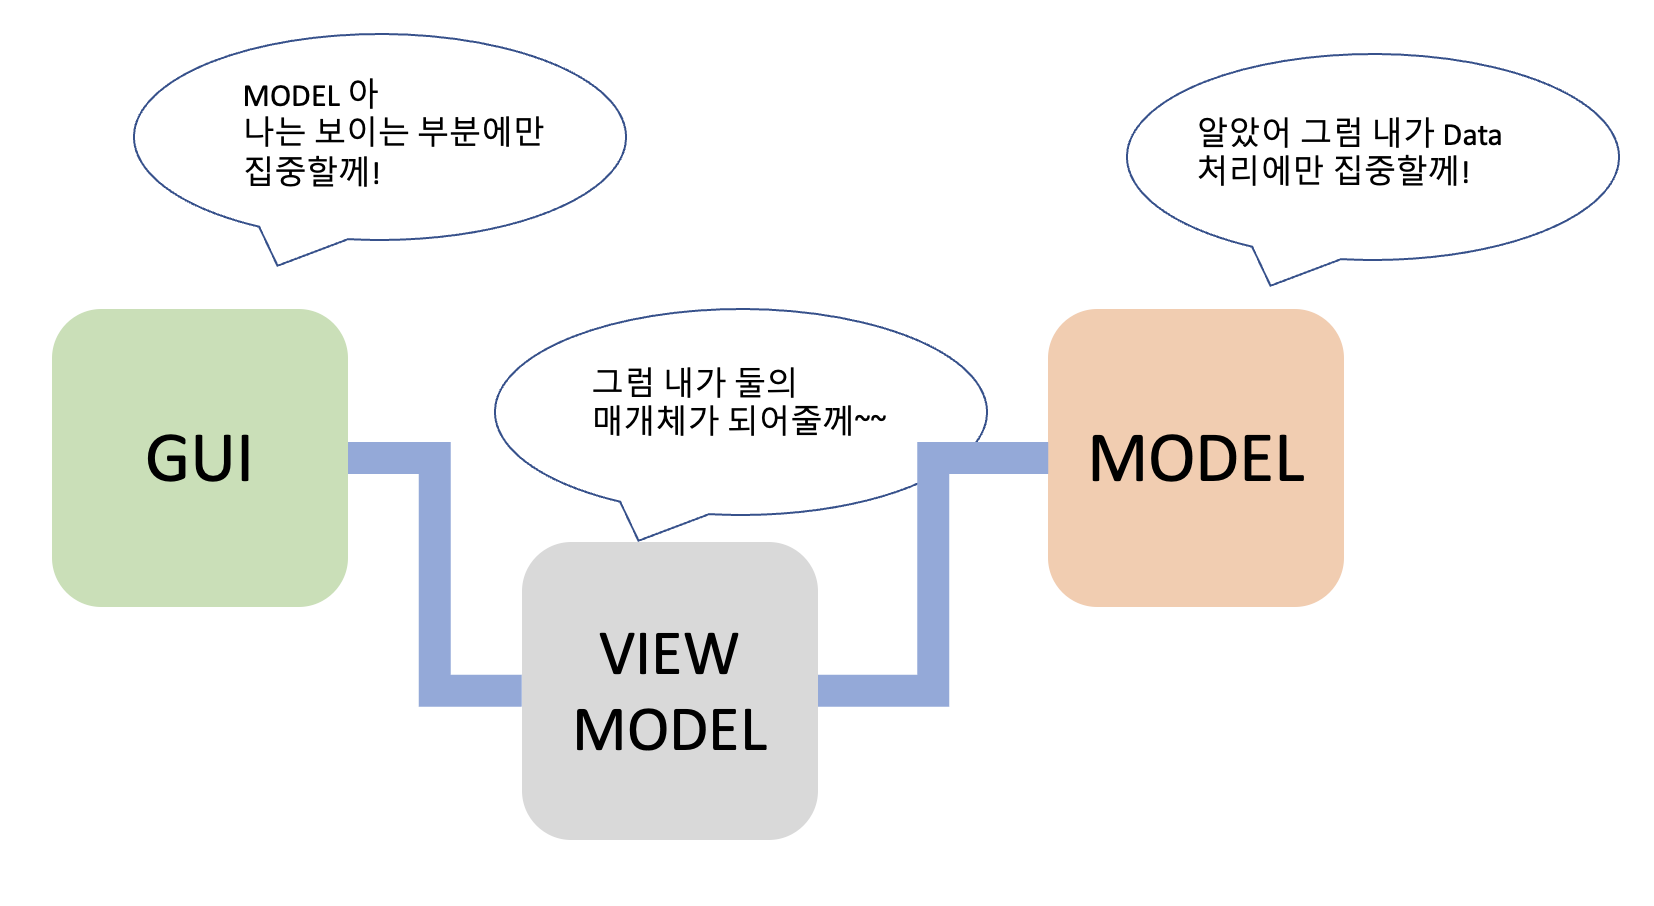 MODEL 아
나는 보이는 부분에만
집중할께!
알았어 그럼 내가 Data
처리에만 집중할께!
그럼 내가 둘의
매개체가 되어줄께~~
GUI
MODEL
VIEW
MODEL